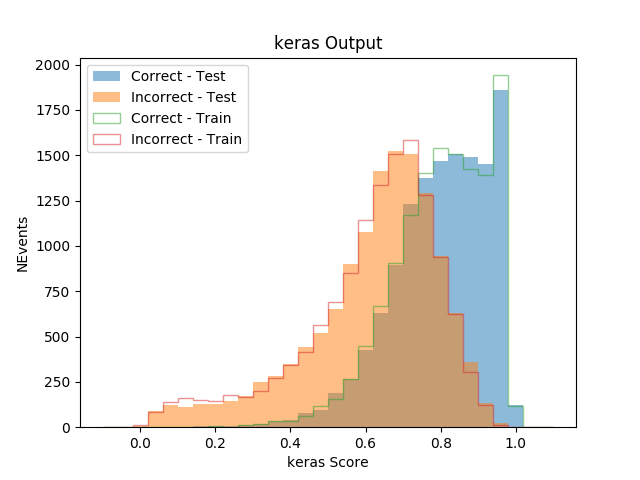 keras Output
Correct - Test
Incorrect - Test
Correct - Train
Incorrect - Train
NEvents
2000
1750
1500
1250
1000
750
500
250
0
0.0 0.2 0.4 0.6 0.8 1.0
keras Score